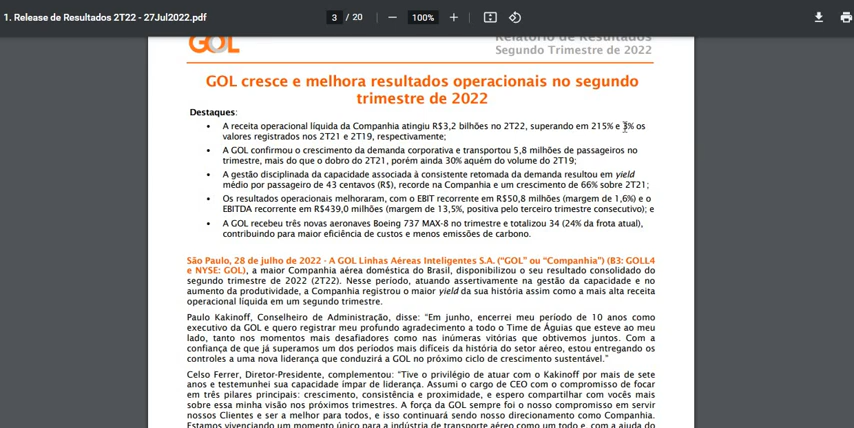 1. Release de Resultados 2T22 - 27Jul2022.pdf
3 / 20
100%
GOL
Relatório de Resultados
Segundo Trimestre de 2022
GOL cresce e melhora resultados operacionais no segundo
trimestre de 2022
Destaques:
• A receita operacional líquida da Companhia atingiu R$3,2 bilhões no 2T22, superando em 215% e 3% os
valores registrados nos 2T21 e 2T19, respectivamente;
• A GOL confirmou o crescimento da demanda corporativa e transportou 5,8 milhões de passageiros no
trimestre, mais do que o dobro do 2T21, porém ainda 30% aquém do volume do 2T19;
• A gestão disciplinada da capacidade associada à consistente retomada da demanda resultou em yield
médio por passageiro de 43 centavos (R$), recorde na Companhia e um crescimento de 66% sobre 2T21;
• Os resultados operacionais melhoraram, com o EBIT recorrente em R$50,8 milhões (margem de 1,6%) e o
EBITDA recorrente em R$439,0 milhões (margem de 13,5%, positiva pelo terceiro trimestre consecutivo); e
• A GOL recebeu três novas aeronaves Boeing 737 MAX-8 no trimestre e totalizou 34 (24% da frota atual),
contribuindo para maior eficiência de custos e menos emissões de carbono.
São Paulo, 28 de julho de 2022 - A GOL Linhas Aéreas Inteligentes S.A. (“GOL” ou “Companhia”) (B3: GOLL4
e NYSE: GOL), a maior Companhia aérea doméstica do Brasil, disponibilizou o seu resultado consolidado do
segundo trimestre de 2022 (2T22). Nesse período, atuando assertivamente na gestão da capacidade e no
aumento da produtividade, a Companhia registrou o maior yield da sua história assim como a mais alta receita
operacional líquida em um segundo trimestre.
Paulo Kakinoff, Conselheiro de Administração, disse: “Em junho, encerrei meu período de 10 anos como
executivo da GOL e quero registrar meu profundo agradecimento a todo o Time de Águias que esteve ao meu
lado, tanto nos momentos mais desafiadores como nas inúmeras vitórias que obtivemos juntos. Com a
confiança de que já superamos um dos períodos mais difíceis da história do setor aéreo, estou entregando os
controles a uma nova liderança que conduzirá a GOL no próximo ciclo de crescimento sustentável.”
Celso Ferrer, Diretor-Presidente, complementou: “Tive o privilégio de atuar com o Kakinoff por mais de sete
anos e testemunhei sua capacidade ímpar de liderança. Assumi o cargo de CEO com o compromisso de focar
em três pilares principais: crescimento, consistência e proximidade, e espero compartilhar com vocês mais
sobre essa minha visão nos próximos trimestres. A força da GOL sempre foi o nosso compromisso em servir
nossos Clientes e ser a melhor para todos, e isso continuará sendo nosso direcionamento como Companhia.
Estamos vivenciando um momento único para a indústria de transporte aéreo como um todo e, com a ajuda do